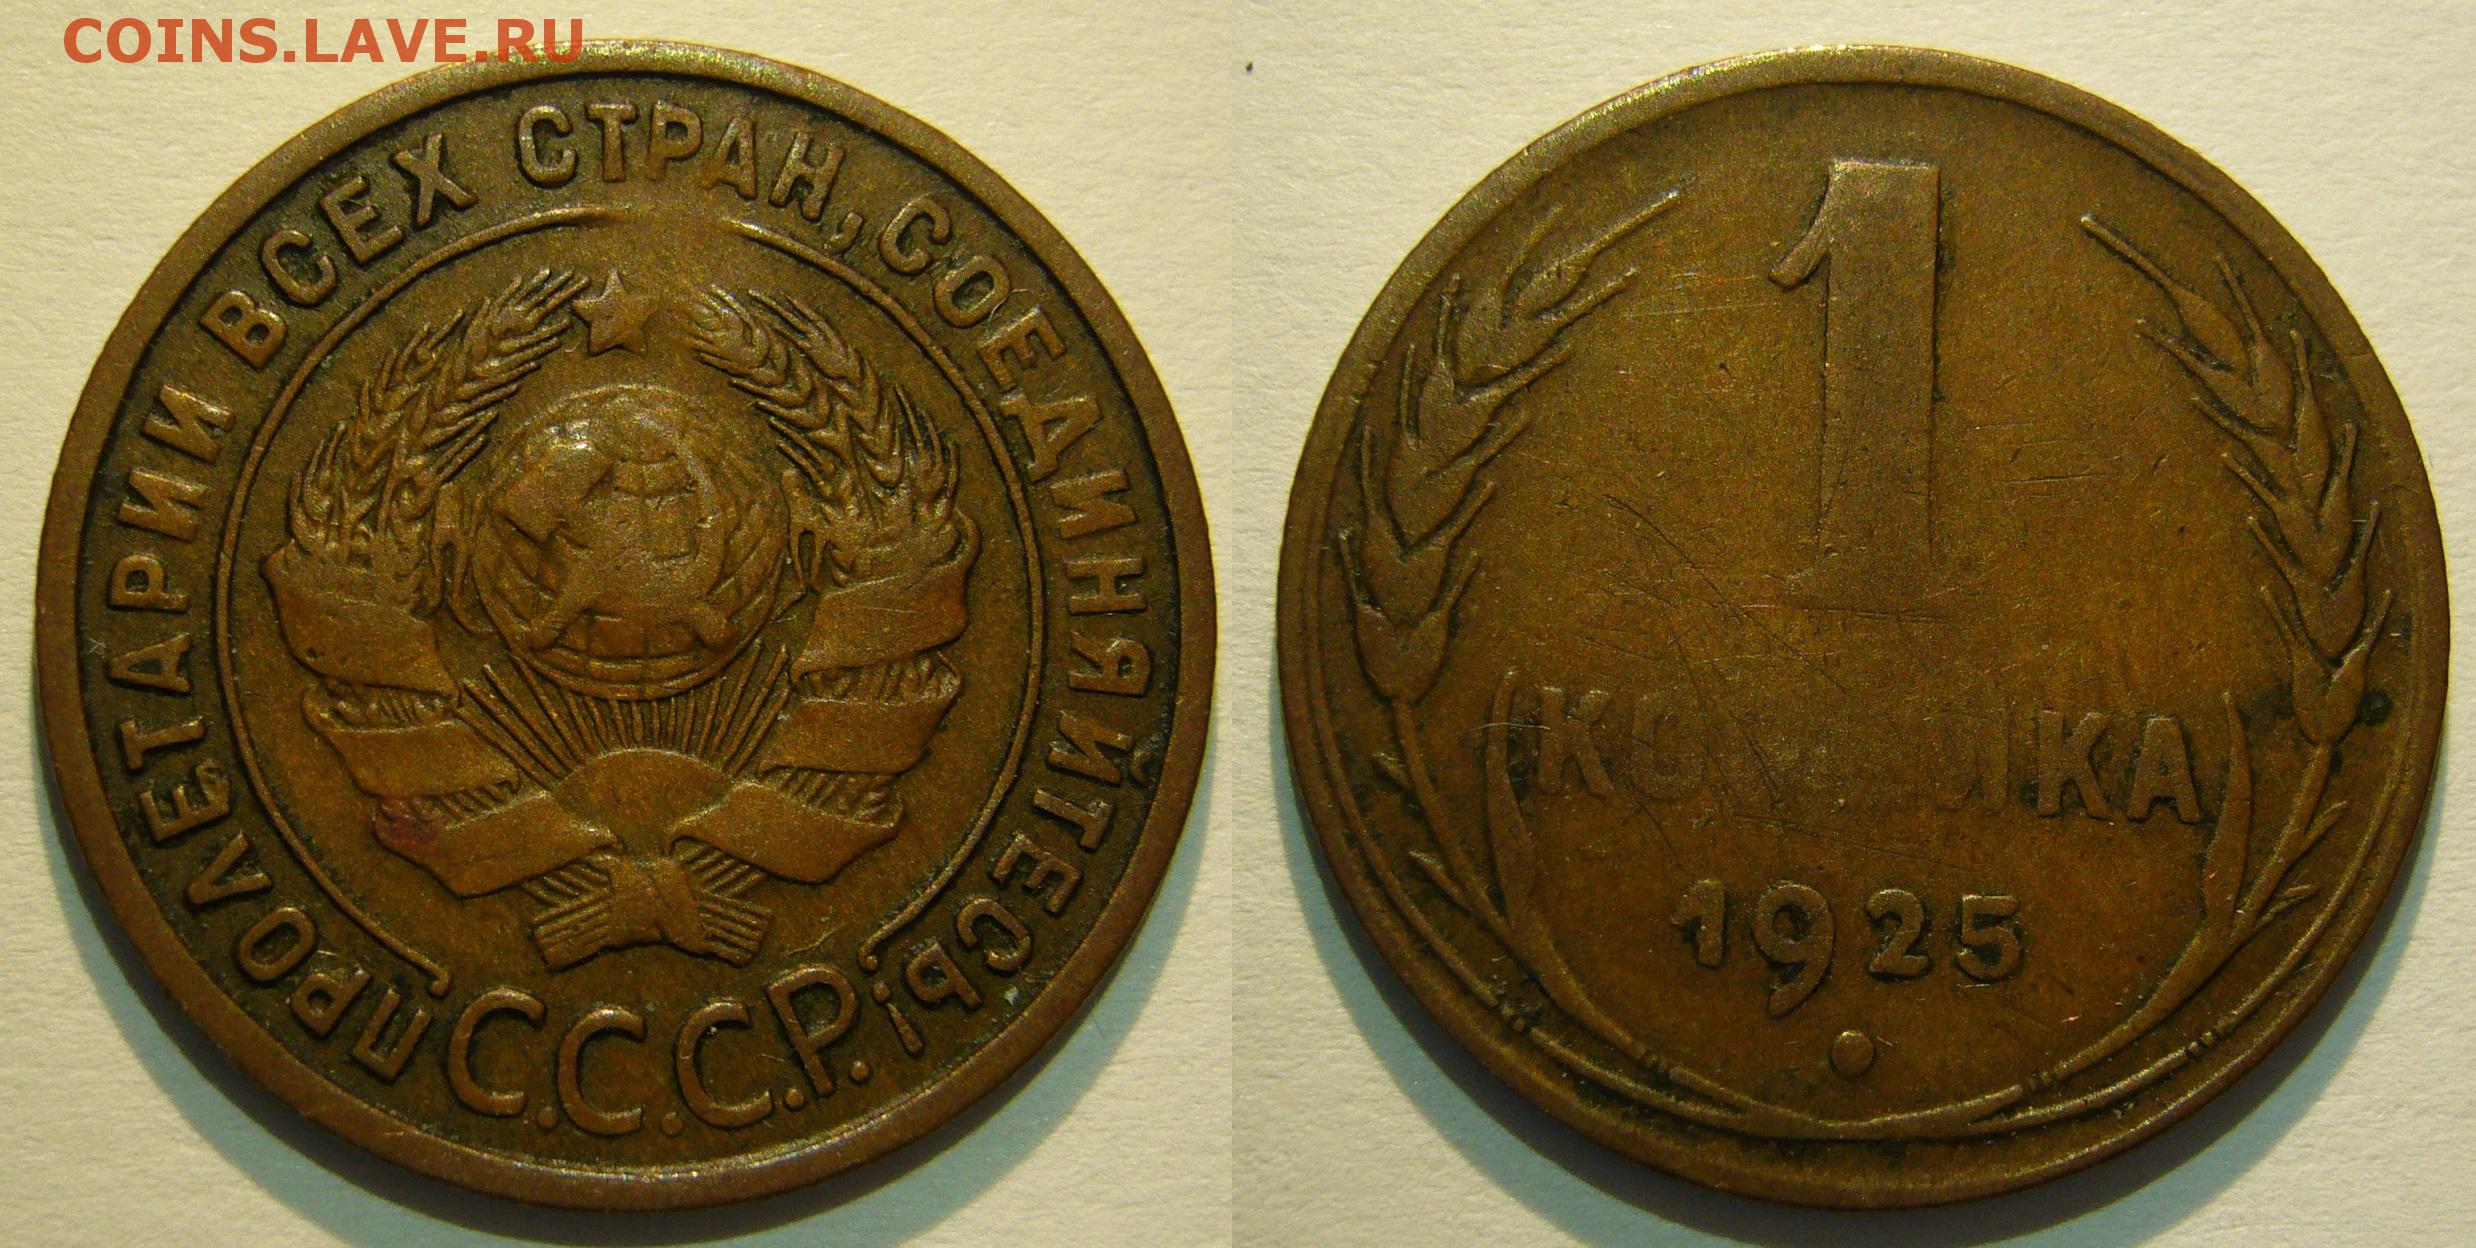 COINS.LAVE.RU
ПРОЛЕТАРИИ ВСЕХ СТРАН, СОЕДИНЯЙТЕСЬ!
С.С.С.Р.
1
1925